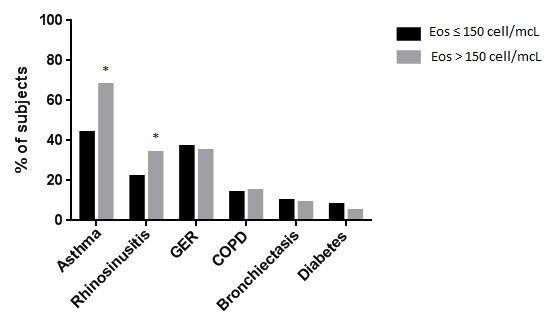 100
80
60
40
20
0
% of subjects
*
*
Asthma
Rhinosinusitis
GER
COPD
Bronchiectasis
Diabetes
Eos ≤ 150 cell/mcL
Eos > 150 cell/mcL